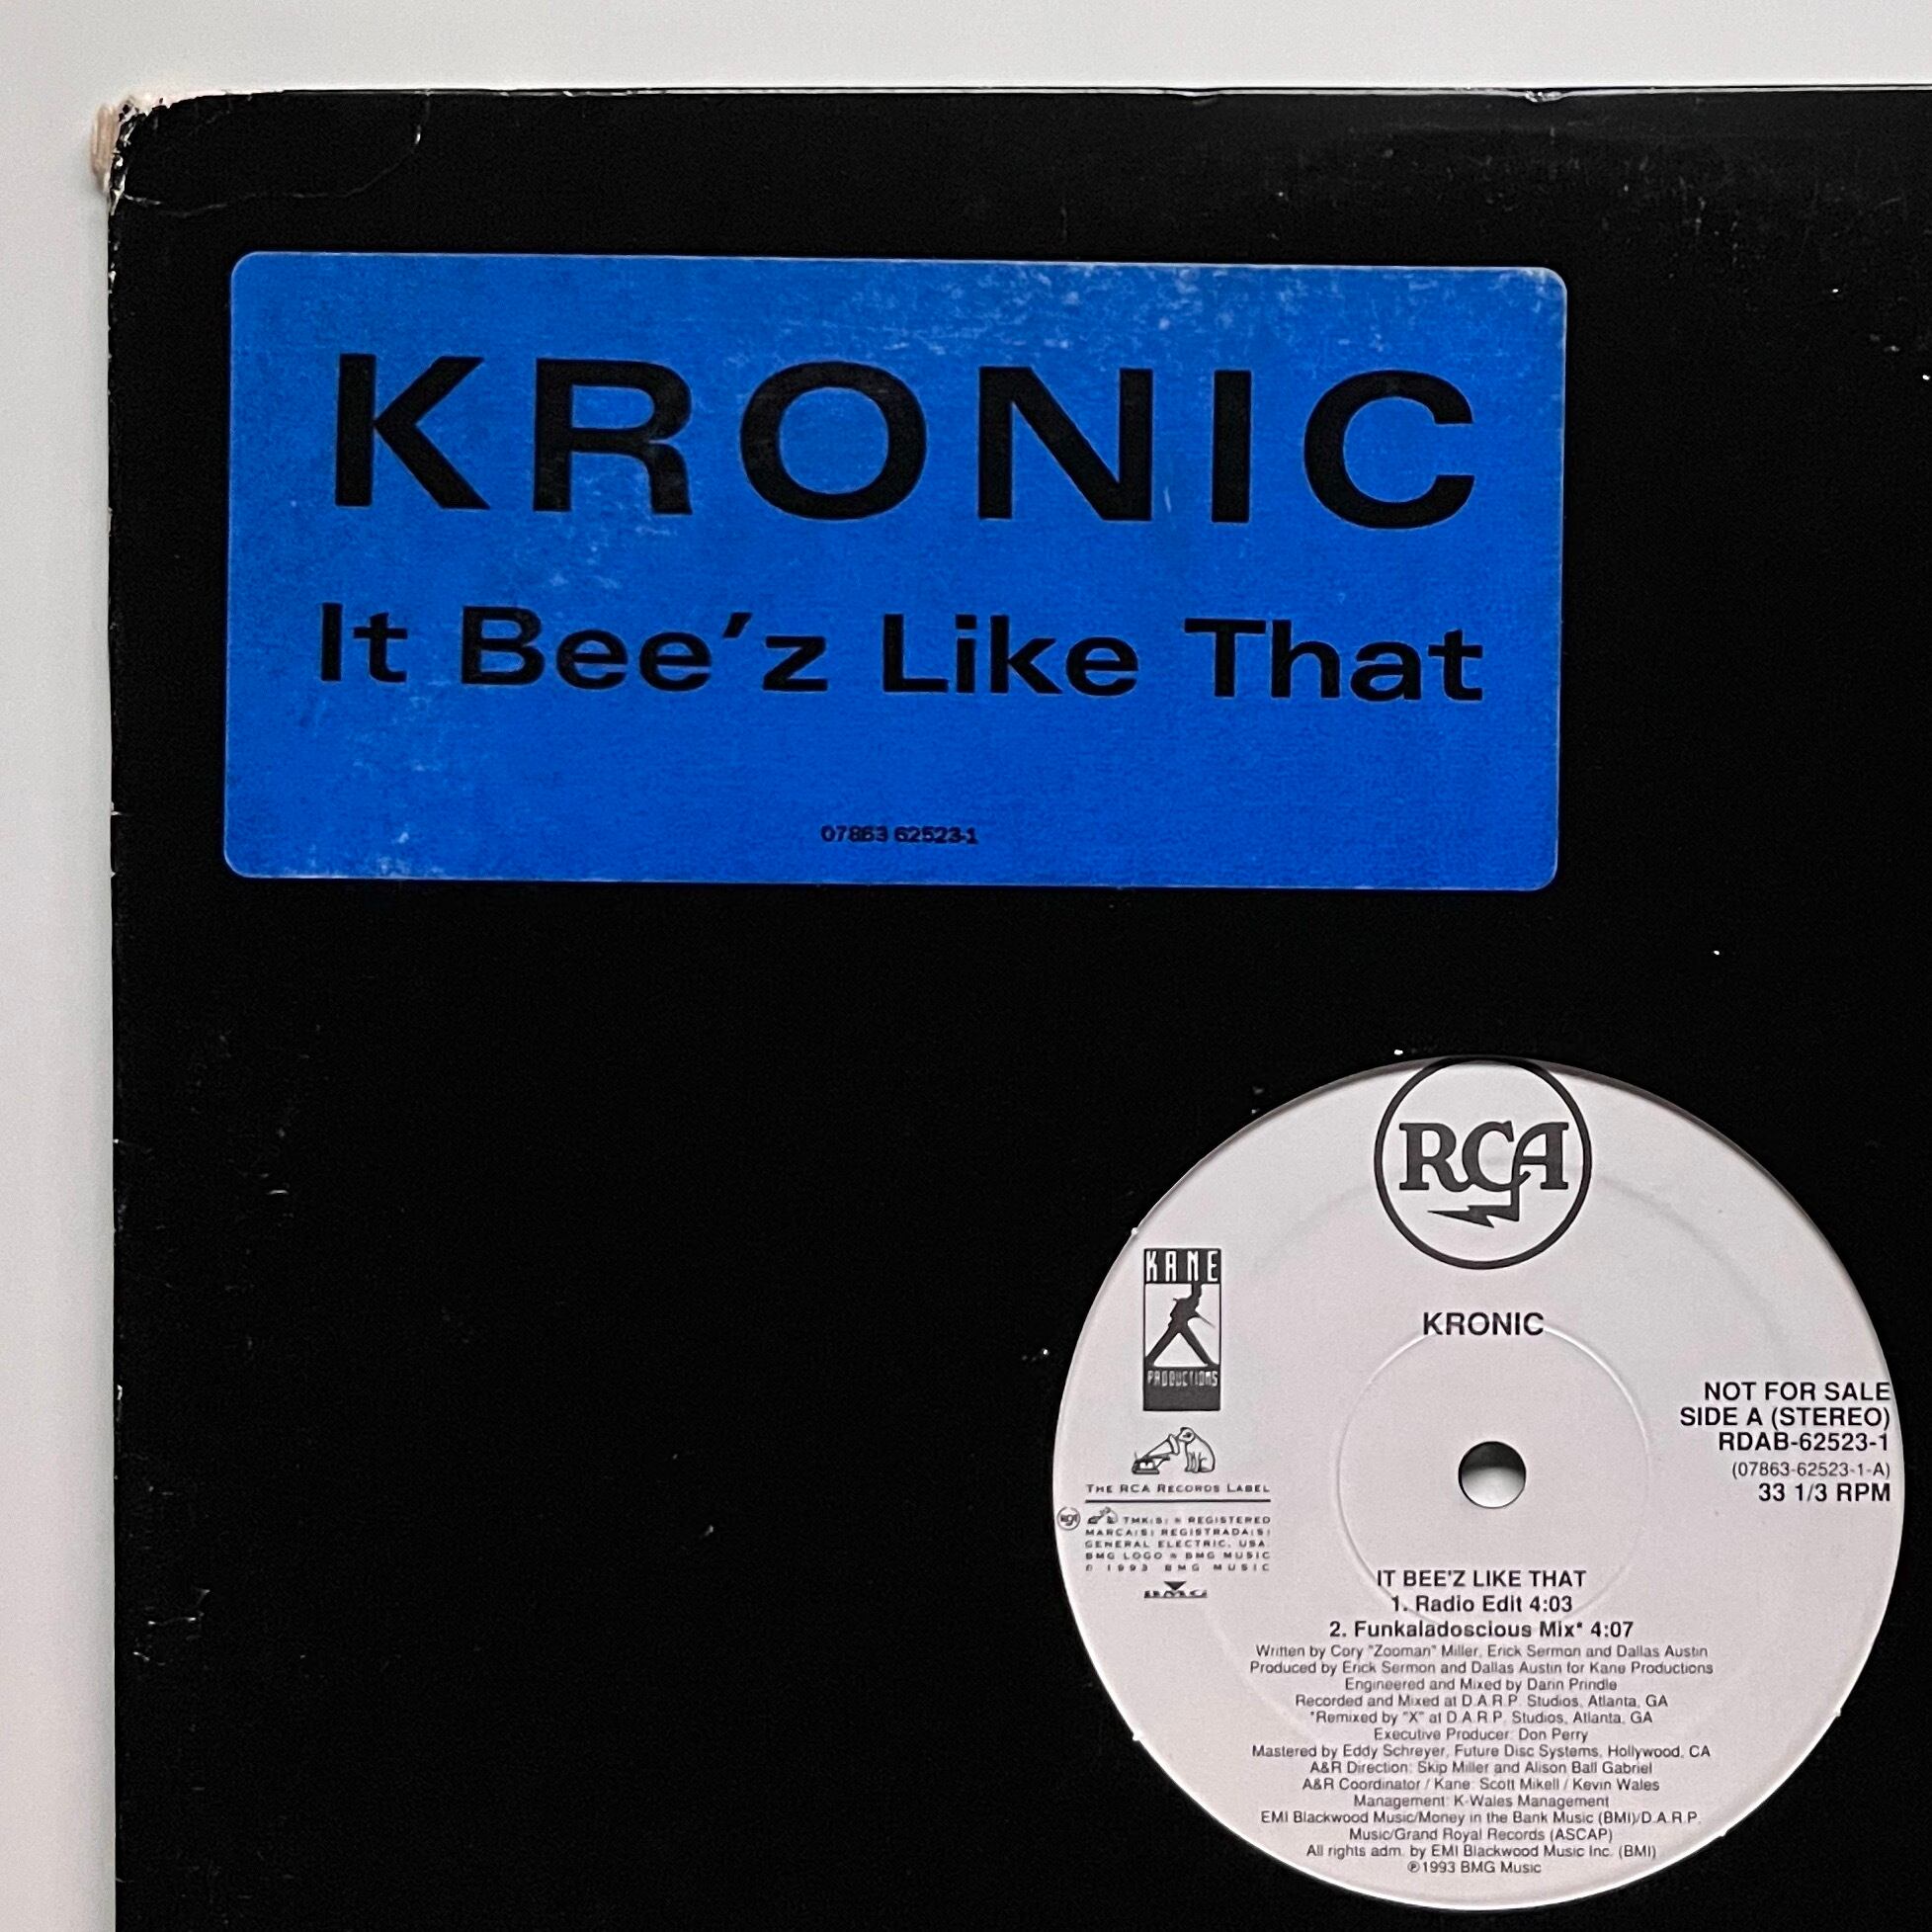 KRONIC
It Bee'z Like That
07863 62523-1
RCA
KANE
PRODUCTIONS
THE RCA RECORDS LABEL
TMK(S) ® REGISTERED
MARCA(S) REGISTRADA(S)
GENERAL ELECTRIC, USA
BMG LOGO ® BMG MUSIC
© 1993 BMG MUSIC
BMG
KRONIC
NOT FOR SALE
SIDE A (STEREO)
RDAB-62523-1
(07863-62523-1-A)
33 1/3 RPM
IT BEE'Z LIKE THAT
1. Radio Edit 4:03
2. Funkaladoscious Mix* 4:07
Written by Cory "Zooman" Miller, Erick Sermon and Dallas Austin
Produced by Erick Sermon and Dallas Austin for Kane Productions
Engineered and Mixed by Darin Prindle
Recorded and Mixed at D.A.R.P. Studios, Atlanta, GA
*Remixed by "X" at D.A.R.P. Studios, Atlanta, GA
Executive Producer: Don Perry
Mastered by Eddy Schreyer, Future Disc Systems, Hollywood, CA
A&R Direction: Skip Miller and Alison Ball Gabriel
A&R Coordinator / Kane: Scott Mikell / Kevin Wales
Management: K-Wales Management
EMI Blackwood Music/Money in the Bank Music (BMI)/D.A.R.P.
Music/Grand Royal Records (ASCAP)
All rights adm. by EMI Blackwood Music Inc. (BMI)
℗1993 BMG Music